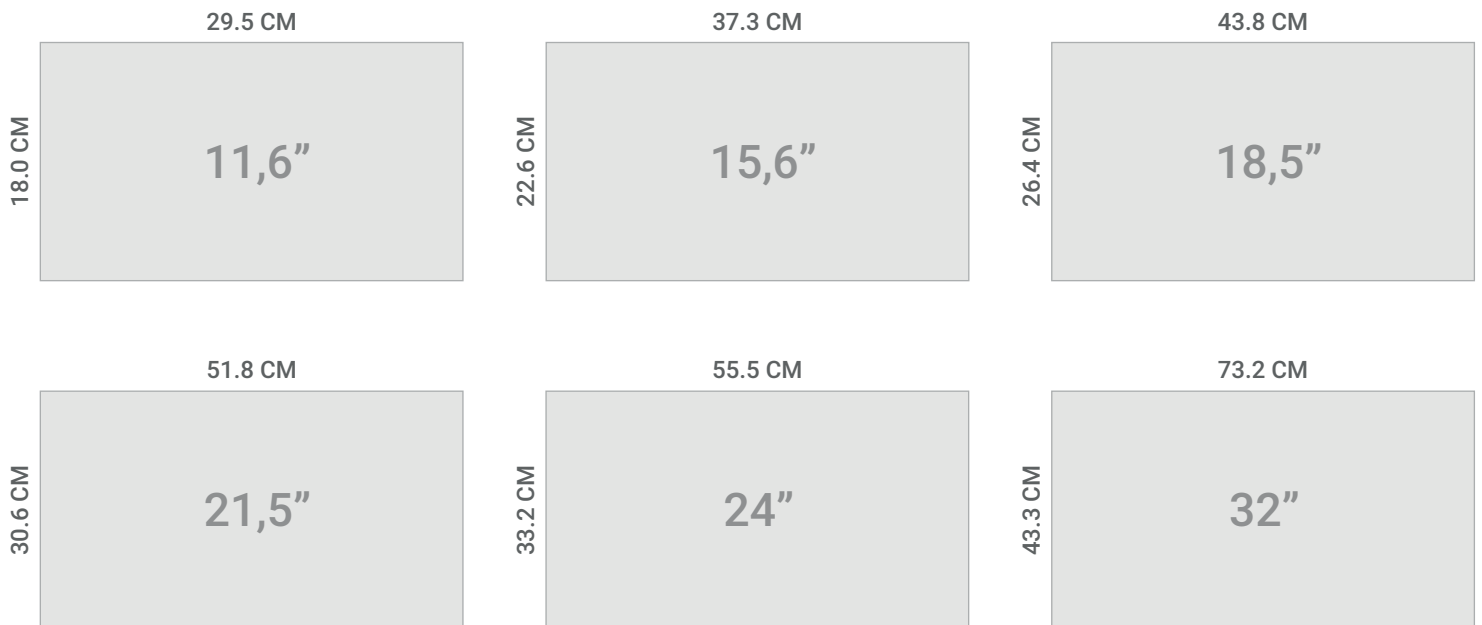 29.5 CM
18.0 CM
11,6”
37.3 CM
22.6 CM
15,6”
43.8 CM
26.4 CM
18,5”
51.8 CM
30.6 CM
21,5”
55.5 CM
33.2 CM
24”
73.2 CM
43.3 CM
32”